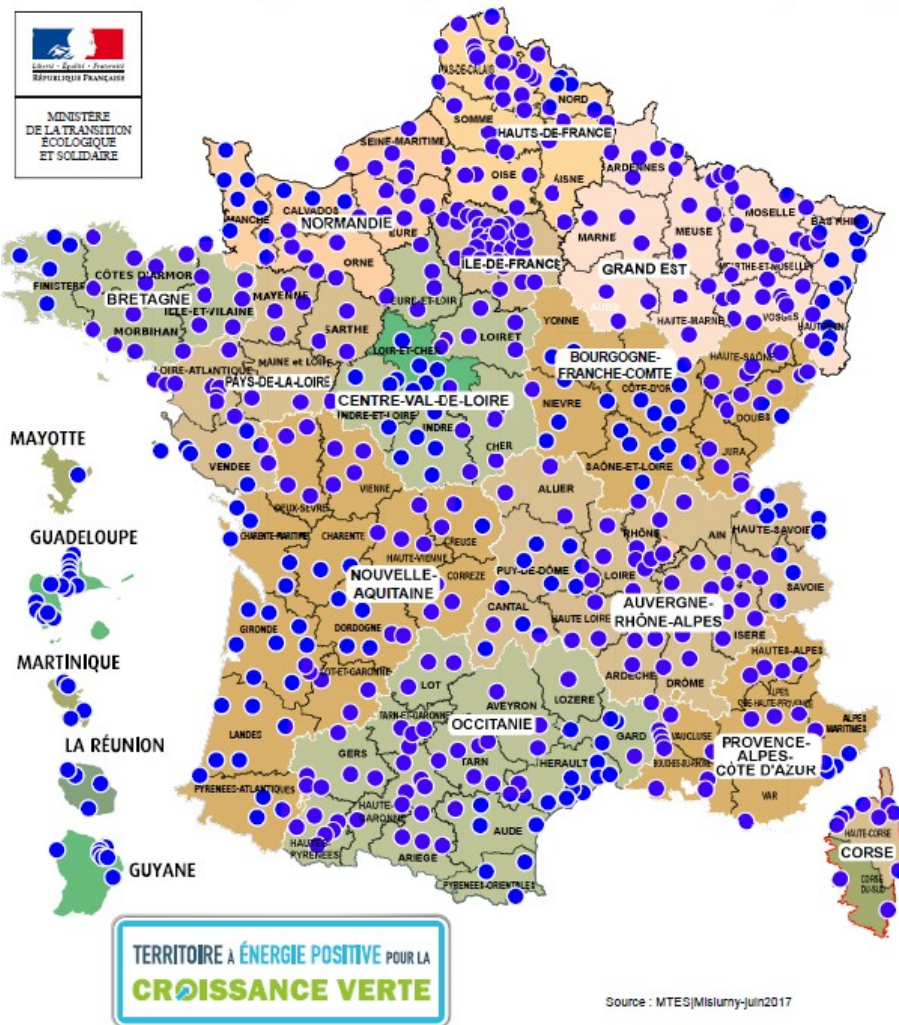 Liberté • Égalité • Fraternité
RÉPUBLIQUE FRANÇAISE
MINISTÈRE
DE LA TRANSITION
ÉCOLOGIQUE
ET SOLIDAIRE
PAS-DE-CALAIS
NORD
SOMME
HAUTS-DE-FRANCE
SEINE-MARITIME
OISE
AISNE
ARDENNES
MANCHE
CALVADOS
NORMANDIE
EURE
ORNE
ÎLE-DE-FRANCE
MARNE
MEUSE
MOSELLE
BAS RHIN
GRAND EST
MEURTHE-ET-MOSELLE
AUBE
HAUTE-MARNE
VOSGES
HAUT-RHIN
FINISTERE
CÔTES D'ARMOR
BRETAGNE
ILLE-ET-VILAINE
MORBIHAN
MAYENNE
SARTHE
EURE-ET-LOIR
LOIRET
LOIR-ET-CHER
YONNE
BOURGOGNE-
FRANCHE-COMTE
HAUTE-SAÔNE
CÔTE-D'OR
NIEVRE
DOUBS
JURA
SAÔNE-ET-LOIRE
LOIRE-ATLANTIQUE
MAINE et LOIRE
PAYS-DE-LA-LOIRE
VENDEE
CENTRE-VAL-DE-LOIRE
INDRE-ET-LOIRE
INDRE
CHER
MAYOTTE
GUADELOUPE
MARTINIQUE
LA RÉUNION
GUYANE
DEUX-SEVRES
VIENNE
CHARENTE-MARITIME
CHARENTE
HAUTE-VIENNE
CREUSE
NOUVELLE-
AQUITAINE
CORREZE
GIRONDE
DORDOGNE
LOT-ET-GARONNE
LANDES
PYRENEES-ATLANTIQUES
ALLIER
PUY-DE-DÔME
LOIRE
RHÔNE
AIN
HAUTE-SAVOIE
SAVOIE
AUVERGNE-
RHÔNE-ALPES
CANTAL
HAUTE LOIRE
ISERE
ARDECHE
DRÔME
HAUTES-ALPES
LOT
AVEYRON
LOZERE
TARN-ET-GARONNE
OCCITANIE
GARD
GERS
TARN
HERAULT
HAUTE-
GARONNE
AUDE
HAUTES-
PYRENEES
ARIEGE
PYRENEES-ORIENTALES
VAUCLUSE
ALPES
DE-HAUTE-PROVENCE
ALPES
MARITIMES
BOUCHES-DU-RHÔNE
PROVENCE-
ALPES-
CÔTE D'AZUR
VAR
HAUTE-CORSE
CORSE
CORSE
DU-SUD
TERRITOIRE À ÉNERGIE POSITIVE POUR LA
CROISSANCE VERTE
Source : MTES|Mislurny-juin2017